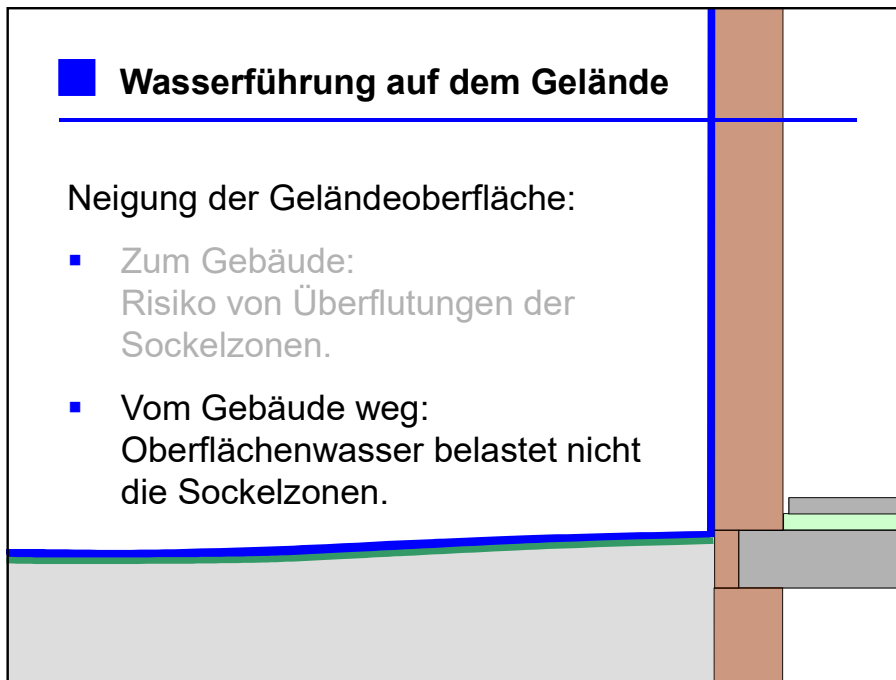 Wasserführung auf dem Gelände
Neigung der Geländeoberfläche:
Zum Gebäude:
Risiko von Überflutungen der
Sockelzonen.
Vom Gebäude weg:
Oberflächenwasser belastet nicht
die Sockelzonen.